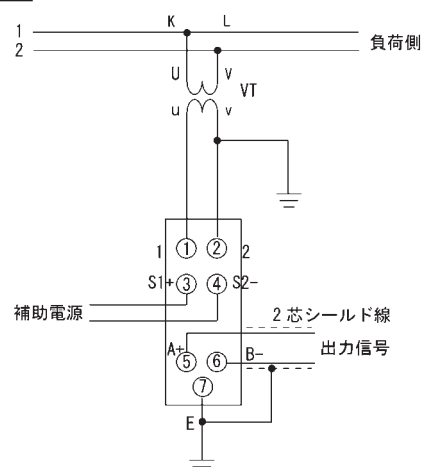 K L
1
2
負荷側
U V
VT
u v
1 ① ② 2
S1+ ③ ④ S2-
補助電源
2芯シールド線
A+ B-
出力信号
⑤ ⑥
⑦
E